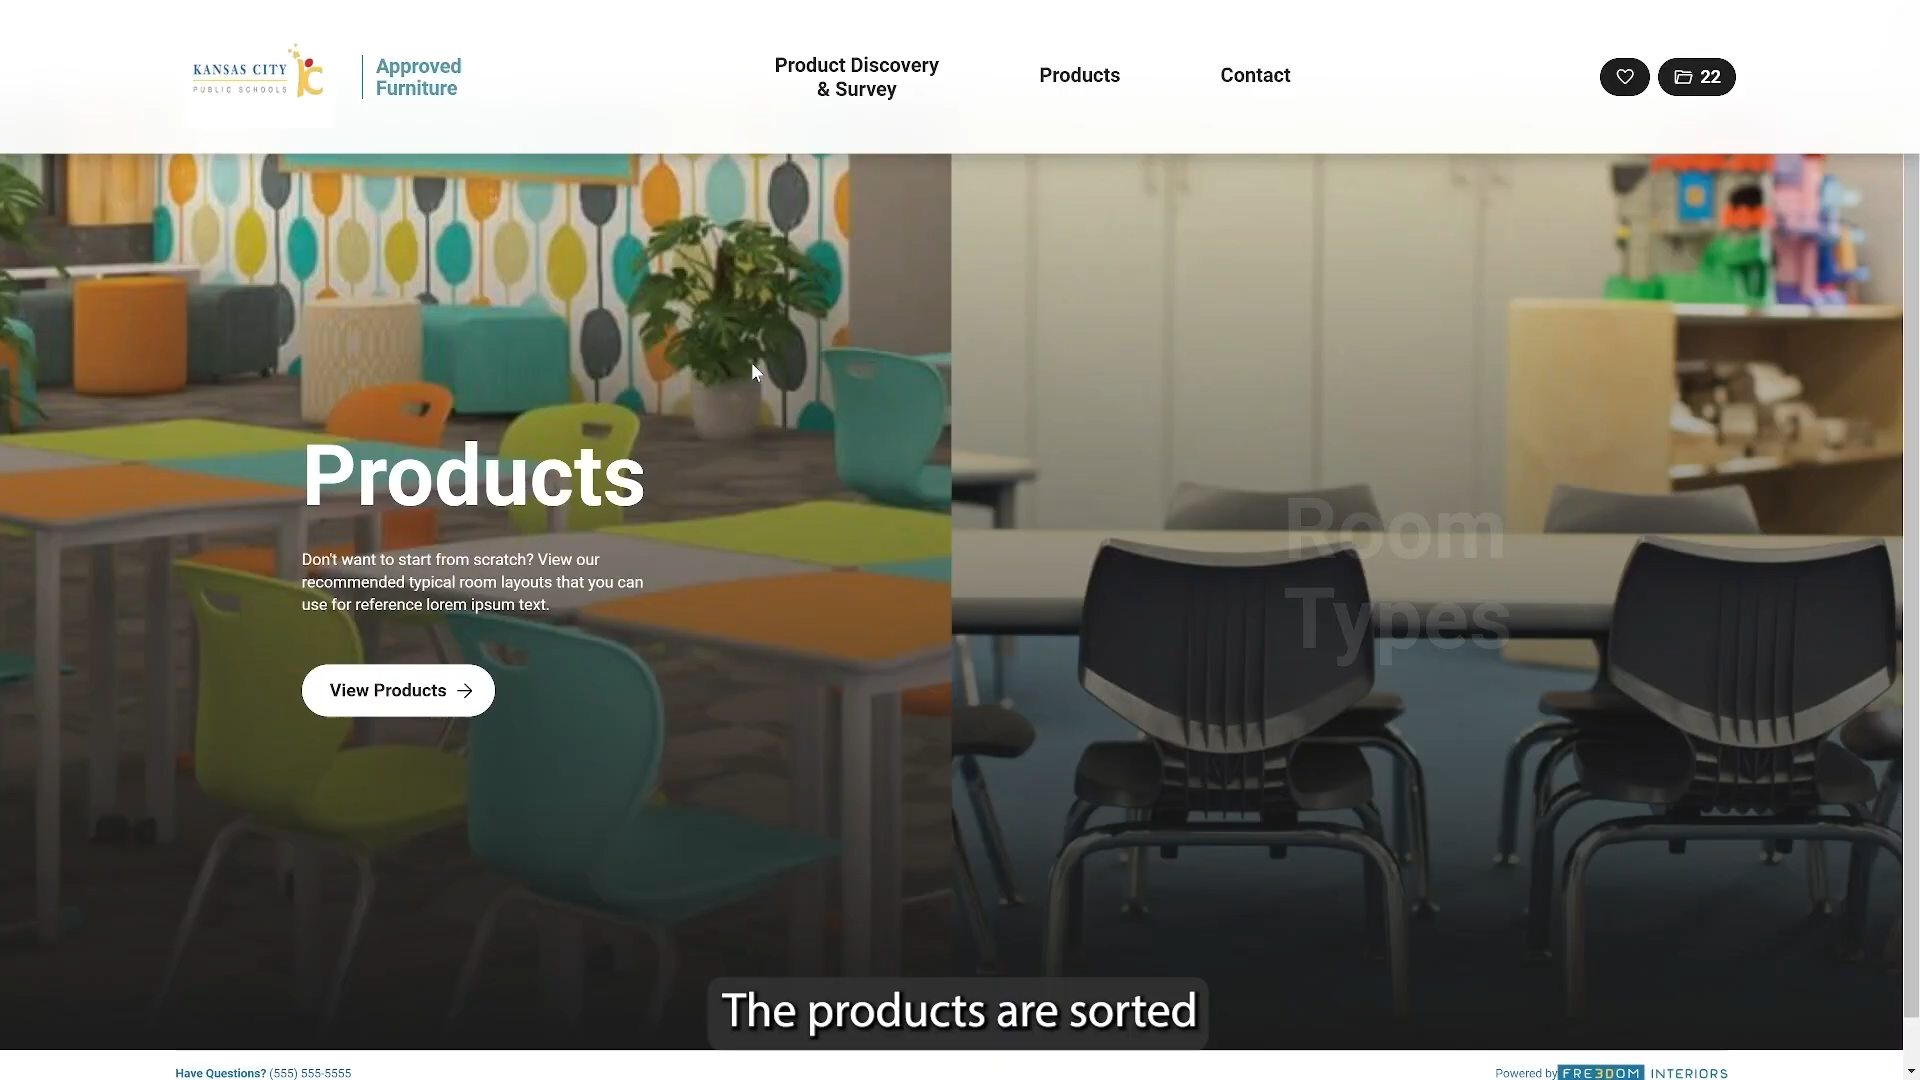 KANSAS CITY
PUBLIC SCHOOLS
Approved
Furniture
Product Discovery
& Survey
Products
Contact
22
Products
Don't want to start from scratch? View our
recommended typical room layouts that you can
use for reference lorem ipsum text.
View Products
Room
Types
The products are sorted
Have Questions? (555) 555-5555
Powered by FRE3DOM INTERIORS